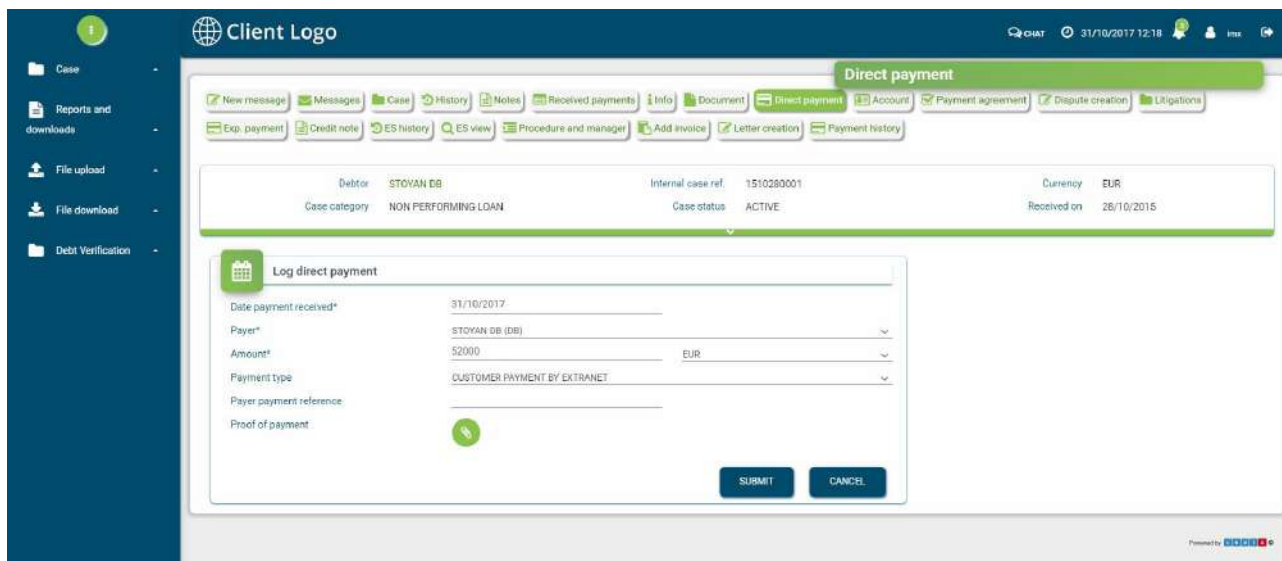 Client Logo
CHAT 31/10/2017 12:18 imx
Direct payment
Case
Reports and downloads
File upload
File download
Debt Verification
New message Messages Case History Notes Received payments Info Document Direct payment Account Payment agreement Dispute creation Litigations
Exp. payment Credit note ES history ES view Procedure and manager Add invoice Letter creation Payment history
Debtor STOYAN DB Internal case ref. 1510280001 Currency EUR
Case category NON PERFORMING LOAN Case status ACTIVE Received on 28/10/2015
Log direct payment
Date payment received* 31/10/2017
Payer* STOYAN DB (DB)
Amount* 52000 EUR
Payment type CUSTOMER PAYMENT BY EXTRANET
Payer payment reference
Proof of payment
SUBMIT CANCEL
Powered by